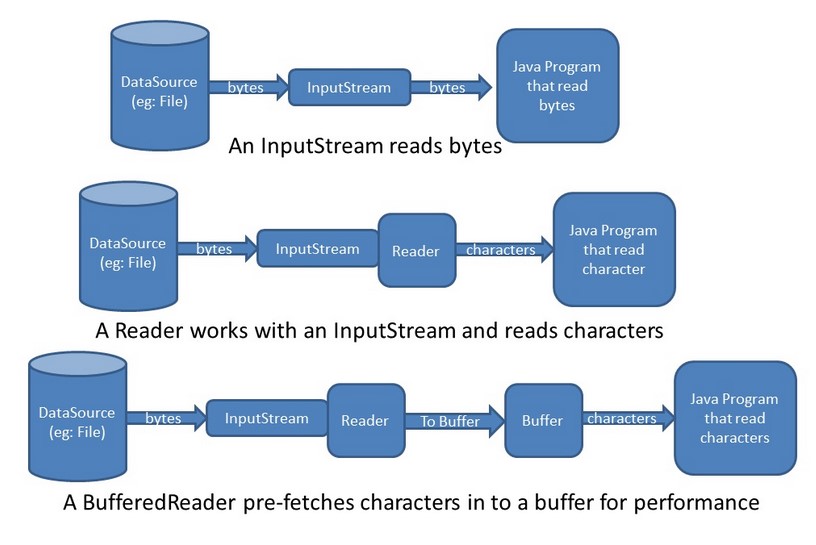 DataSource
(eg: File)
bytes
InputStream
bytes
Java Program
that read
bytes
An InputStream reads bytes
DataSource
(eg: File)
bytes
InputStream
Reader
characters
Java Program
that read
character
A Reader works with an InputStream and reads characters
DataSource
(eg: File)
bytes
InputStream
Reader
To Buffer
Buffer
characters
Java Program
that read
characters
A BufferedReader pre-fetches characters in to a buffer for performance